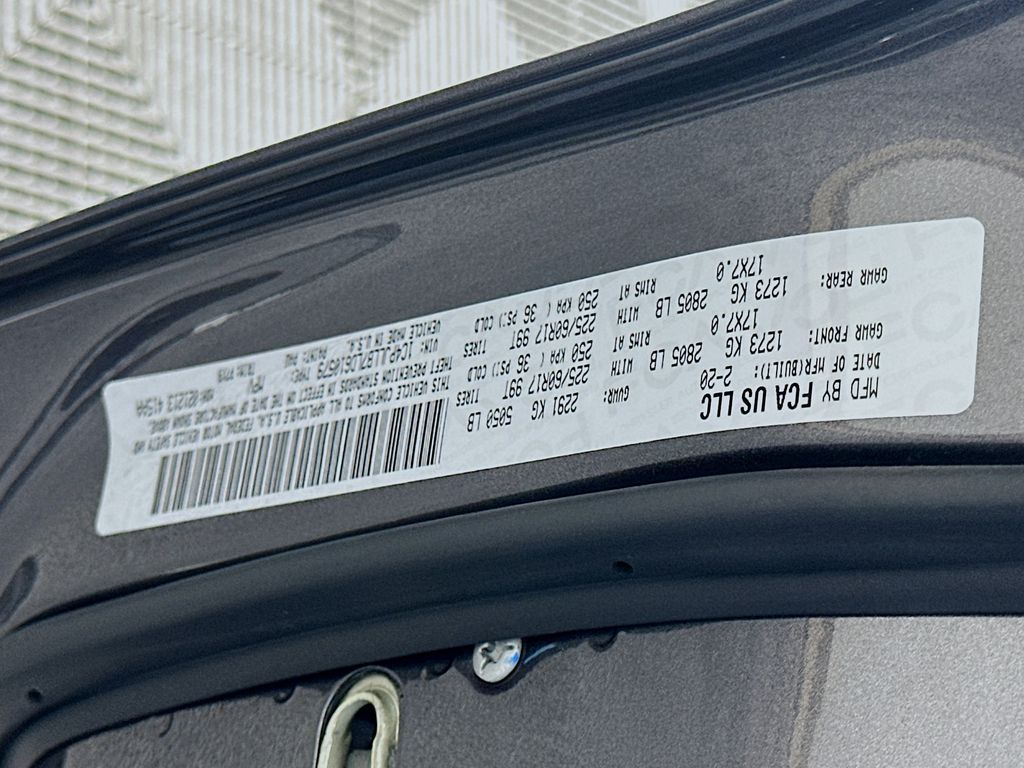 MFD BY FCA US LLC
DATE OF MFR(BUILT): 2-20
GVWR:
2291 KG 5050 LB
GAWR FRONT:
1273 KG 2805 LB WITH 225/60R17 99T TIRES
17X7.0 RIMS AT 250 KPA ( 36 PSI) COLD
GAWR REAR:
1273 KG 2805 LB WITH 225/60R17 99T TIRES
17X7.0 RIMS AT 250 KPA ( 36 PSI) COLD
THIS VEHICLE CONFORMS TO ALL APPLICABLE U.S.A. FEDERAL MOTOR VEHICLE SAFETY AND
THEFT PREVENTION STANDARDS IN EFFECT ON THE DATE OF MANUFACTURE SHOWN ABOVE.
VIN: TYPE: MPV
VEHICLE MADE IN U.S.A. PAINT: PAU